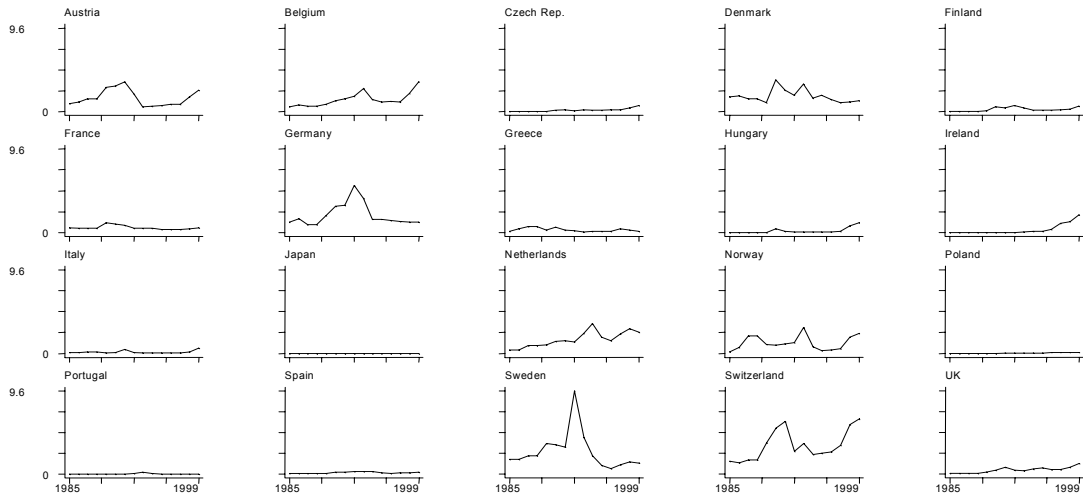 Austria Belgium Czech Rep. Denmark Finland
9.6
0
France Germany Greece Hungary Ireland
9.6
0
Italy Japan Netherlands Norway Poland
9.6
0
Portugal Spain Sweden Switzerland UK
9.6
0
1985 1999 1985 1999 1985 1999 1985 1999 1985 1999